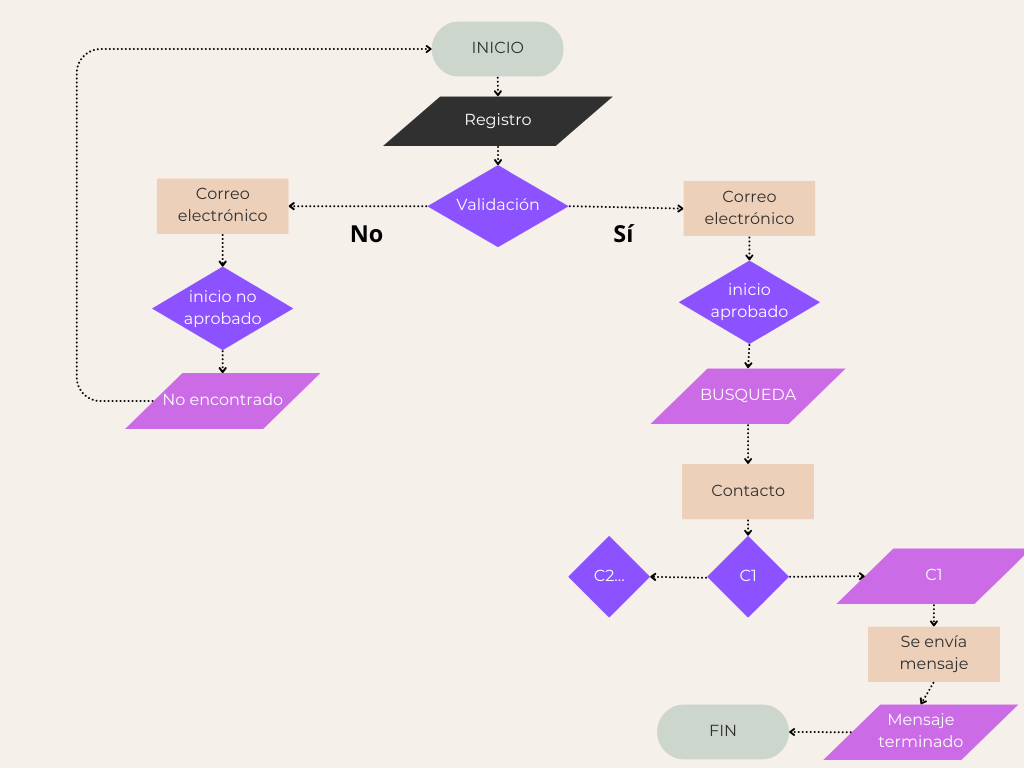 INICIO
Registro
Validación
No
Sí
Correo
electrónico
inicio no
aprobado
No encontrado
Correo
electrónico
inicio
aprobado
BUSQUEDA
Contacto
C2...
C1
C1
Se envía
mensaje
Mensaje
terminado
FIN